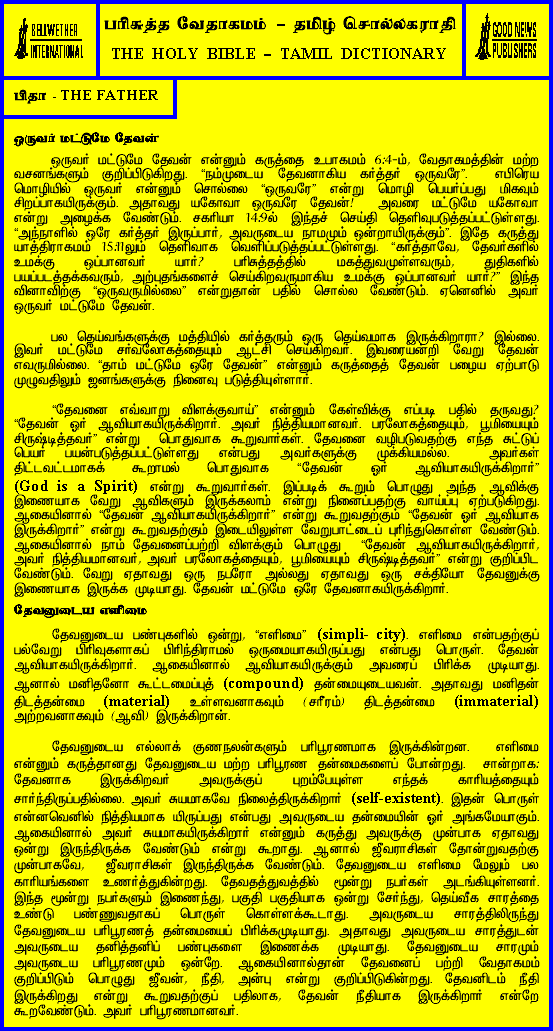 BELLWETHER
INTERNATIONAL
பரிசுத்த வேதாகமம் – தமிழ் சொல்லகராதி
THE HOLY BIBLE – TAMIL DICTIONARY
GOOD NEWS
PUBLISHERS
பிதா - THE FATHER
ஒருவர் மட்டுமே தேவன்
ஒருவர் மட்டுமே தேவன் என்னும் கருத்தை உபாகமம் 6:4-ம், வேதாகமத்தின் மற்ற
வசனங்களும் குறிப்பிடுகிறது. “நம்முடைய தேவனாகிய கர்த்தர் ஒருவரே”. எபிரெய
மொழியில் ஒருவர் என்னும் சொல்லை “ஒருவரே” என்று மொழி பெயர்ப்பது மிகவும்
சிறப்பாகயிருக்கும். அதாவது யகோவா ஒருவரே தேவன்! அவரை மட்டுமே யகோவா
என்று அழைக்க வேண்டும். சகரியா 14:9ல் இந்தச் செய்தி தெளிவுபடுத்தப்பட்டுள்ளது.
“அந்நாளில் ஒரே கர்த்தர் இருப்பார், அவருடைய நாமமும் ஒன்றாயிருக்கும்”. இதே கருத்து
யாத்திராகமம் 15:11லும் தெளிவாக வெளிப்படுத்தப்பட்டுள்ளது. “கர்த்தாவே, தேவர்களில்
உமக்கு ஒப்பானவர் யார்? பரிசுத்தத்தில் மகத்துவமுள்ளவரும், துதிகளில்
பயப்படத்தக்கவரும், அற்புதங்களைச் செய்கிறவருமாகிய உமக்கு ஒப்பானவர் யார்?” இந்த
வினாவிற்கு “ஒருவருமில்லை” என்றுதான் பதில் சொல்ல வேண்டும். ஏனெனில் அவர்
ஒருவர் மட்டுமே தேவன்.
பல தெய்வங்களுக்கு மத்தியில் கர்த்தரும் ஒரு தெய்வமாக இருக்கிறாரா? இல்லை.
இவர் மட்டுமே சர்வலோகத்தையும் ஆட்சி செய்கிறவர். இவரையன்றி வேறு தேவன்
எவருமில்லை. “தாம் மட்டுமே ஒரே தேவன்” என்னும் கருத்தைத் தேவன் பழைய ஏற்பாடு
முழுவதிலும் ஜனங்களுக்கு நினைவு படுத்தியுள்ளார்.
“தேவனை எவ்வாறு விளக்குவாய்” என்னும் கேள்விக்கு எப்படி பதில் தருவது?
“தேவன் ஓர் ஆவியாகயிருக்கிறார். அவர் நித்தியமானவர். பரலோகத்தையும், பூமியையும்
சிருஷ்டித்தவர்” என்று பொதுவாக கூறுவார்கள். தேவனை வழிபடுவதற்கு எந்த சுட்டுப்
பெயர் பயன்படுத்தப்பட்டுள்ளது என்பது அவர்களுக்கு முக்கியமல்ல. அவர்கள்
திட்டவட்டமாகக் கூறாமல் பொதுவாக “தேவன் ஓர் ஆவியாகயிருக்கிறார்”
(God is a Spirit) என்று கூறுவார்கள். இப்படிக் கூறும் பொழுது அந்த ஆவிக்கு
இணையாக வேறு ஆவிகளும் இருக்கலாம் என்று நினைப்பதற்கு வாய்ப்பு ஏற்படுகிறது.
ஆகையினால் “தேவன் ஆவியாகயிருக்கிறார்” என்று கூறுவதற்கும் “தேவன் ஓர் ஆவியாக
இருக்கிறார்” என்று கூறுவதற்கும் இடையிலுள்ள வேறுபாட்டைப் புரிந்துகொள்ள வேண்டும்.
ஆகையினால் நாம் தேவனைப்பற்றி விளக்கும் பொழுது “தேவன் ஆவியாகயிருக்கிறார்,
அவர் நித்தியமானவர், அவர் பரலோகத்தையும், பூமியையும் சிருஷ்டித்தவர்” என்று குறிப்பிட
வேண்டும். வேறு ஏதாவது ஒரு நபரோ அல்லது ஏதாவது ஒரு சக்தியோ தேவனுக்கு
இணையாக இருக்க முடியாது. தேவன் மட்டுமே ஒரே தேவனாகயிருக்கிறார்.
தேவனுடைய எளிமை
தேவனுடைய பண்புகளில் ஒன்று, “எளிமை” (simpli- city). எளிமை என்பதற்குப்
பல்வேறு பிரிவுகளாகப் பிரிந்திராமல் ஒருமையாகயிருப்பது என்பது பொருள். தேவன்
ஆவியாகயிருக்கிறார். ஆகையினால் ஆவியாகயிருக்கும் அவரைப் பிரிக்க முடியாது.
ஆனால் மனிதனோ கூட்டமைப்புத் (compound) தன்மையுடையவன். அதாவது மனிதன்
திடத்தன்மை (material) உள்ளவனாகவும் (சரீரம்) திடத்தன்மை (immaterial)
அற்றவனாகவும் (ஆவி) இருக்கிறான்.
தேவனுடைய எல்லாக் குணநலன்களும் பரிபூரணமாக இருக்கின்றன. எளிமை
என்னும் கருத்தானது தேவனுடைய மற்ற பரிபூரண தன்மைகளைப் போன்றது. சான்றாக:
தேவனாக இருக்கிறவர் அவருக்குப் புறம்பேயுள்ள எந்தக் காரியத்தையும்
சார்ந்திருப்பதில்லை. அவர் சுயமாகவே நிலைத்திருக்கிறார் (self-existent). இதன் பொருள்
என்னவெனில் நித்தியமாக யிருப்பது என்பது அவருடைய தன்மையின் ஓர் அங்கமேயாகும்.
ஆகையினால் அவர் சுயமாகயிருக்கிறார் என்னும் கருத்து அவருக்கு முன்பாக ஏதாவது
ஒன்று இருந்திருக்க வேண்டும் என்று கூறாது. ஆனால் ஜீவராசிகள் தோன்றுவதற்கு
முன்பாகவே, ஜீவராசிகள் இருந்திருக்க வேண்டும். தேவனுடைய எளிமை மேலும் பல
காரியங்களை உணர்த்துகின்றது. தேவதத்துவத்தில் மூன்று நபர்கள் அடங்கியுள்ளனர்.
இந்த மூன்று நபர்களும் இணைந்து, பகுதி பகுதியாக ஒன்று சேர்ந்து, தெய்வீக சாரத்தை
உண்டு பண்ணுவதாகப் பொருள் கொள்ளக்கூடாது. அவருடைய சாரத்திலிருந்து
தேவனுடைய பரிபூரணத் தன்மையைப் பிரிக்கமுடியாது. அதாவது அவருடைய சாரத்துடன்
அவருடைய தனித்தனிப் பண்புகளை இணைக்க முடியாது. தேவனுடைய சாரமும்
அவருடைய பரிபூரணமும் ஒன்றே. ஆகையினால்தான் தேவனைப் பற்றி வேதாகமம்
குறிப்பிடும் பொழுது ஜீவன், நீதி, அன்பு என்று குறிப்பிடுகின்றது. தேவனிடம் நீதி
இருக்கிறது என்று கூறுவதற்குப் பதிலாக, தேவன் நீதியாக இருக்கிறார் என்றே
கூறவேண்டும். அவர் பரிபூரணமானவர்.